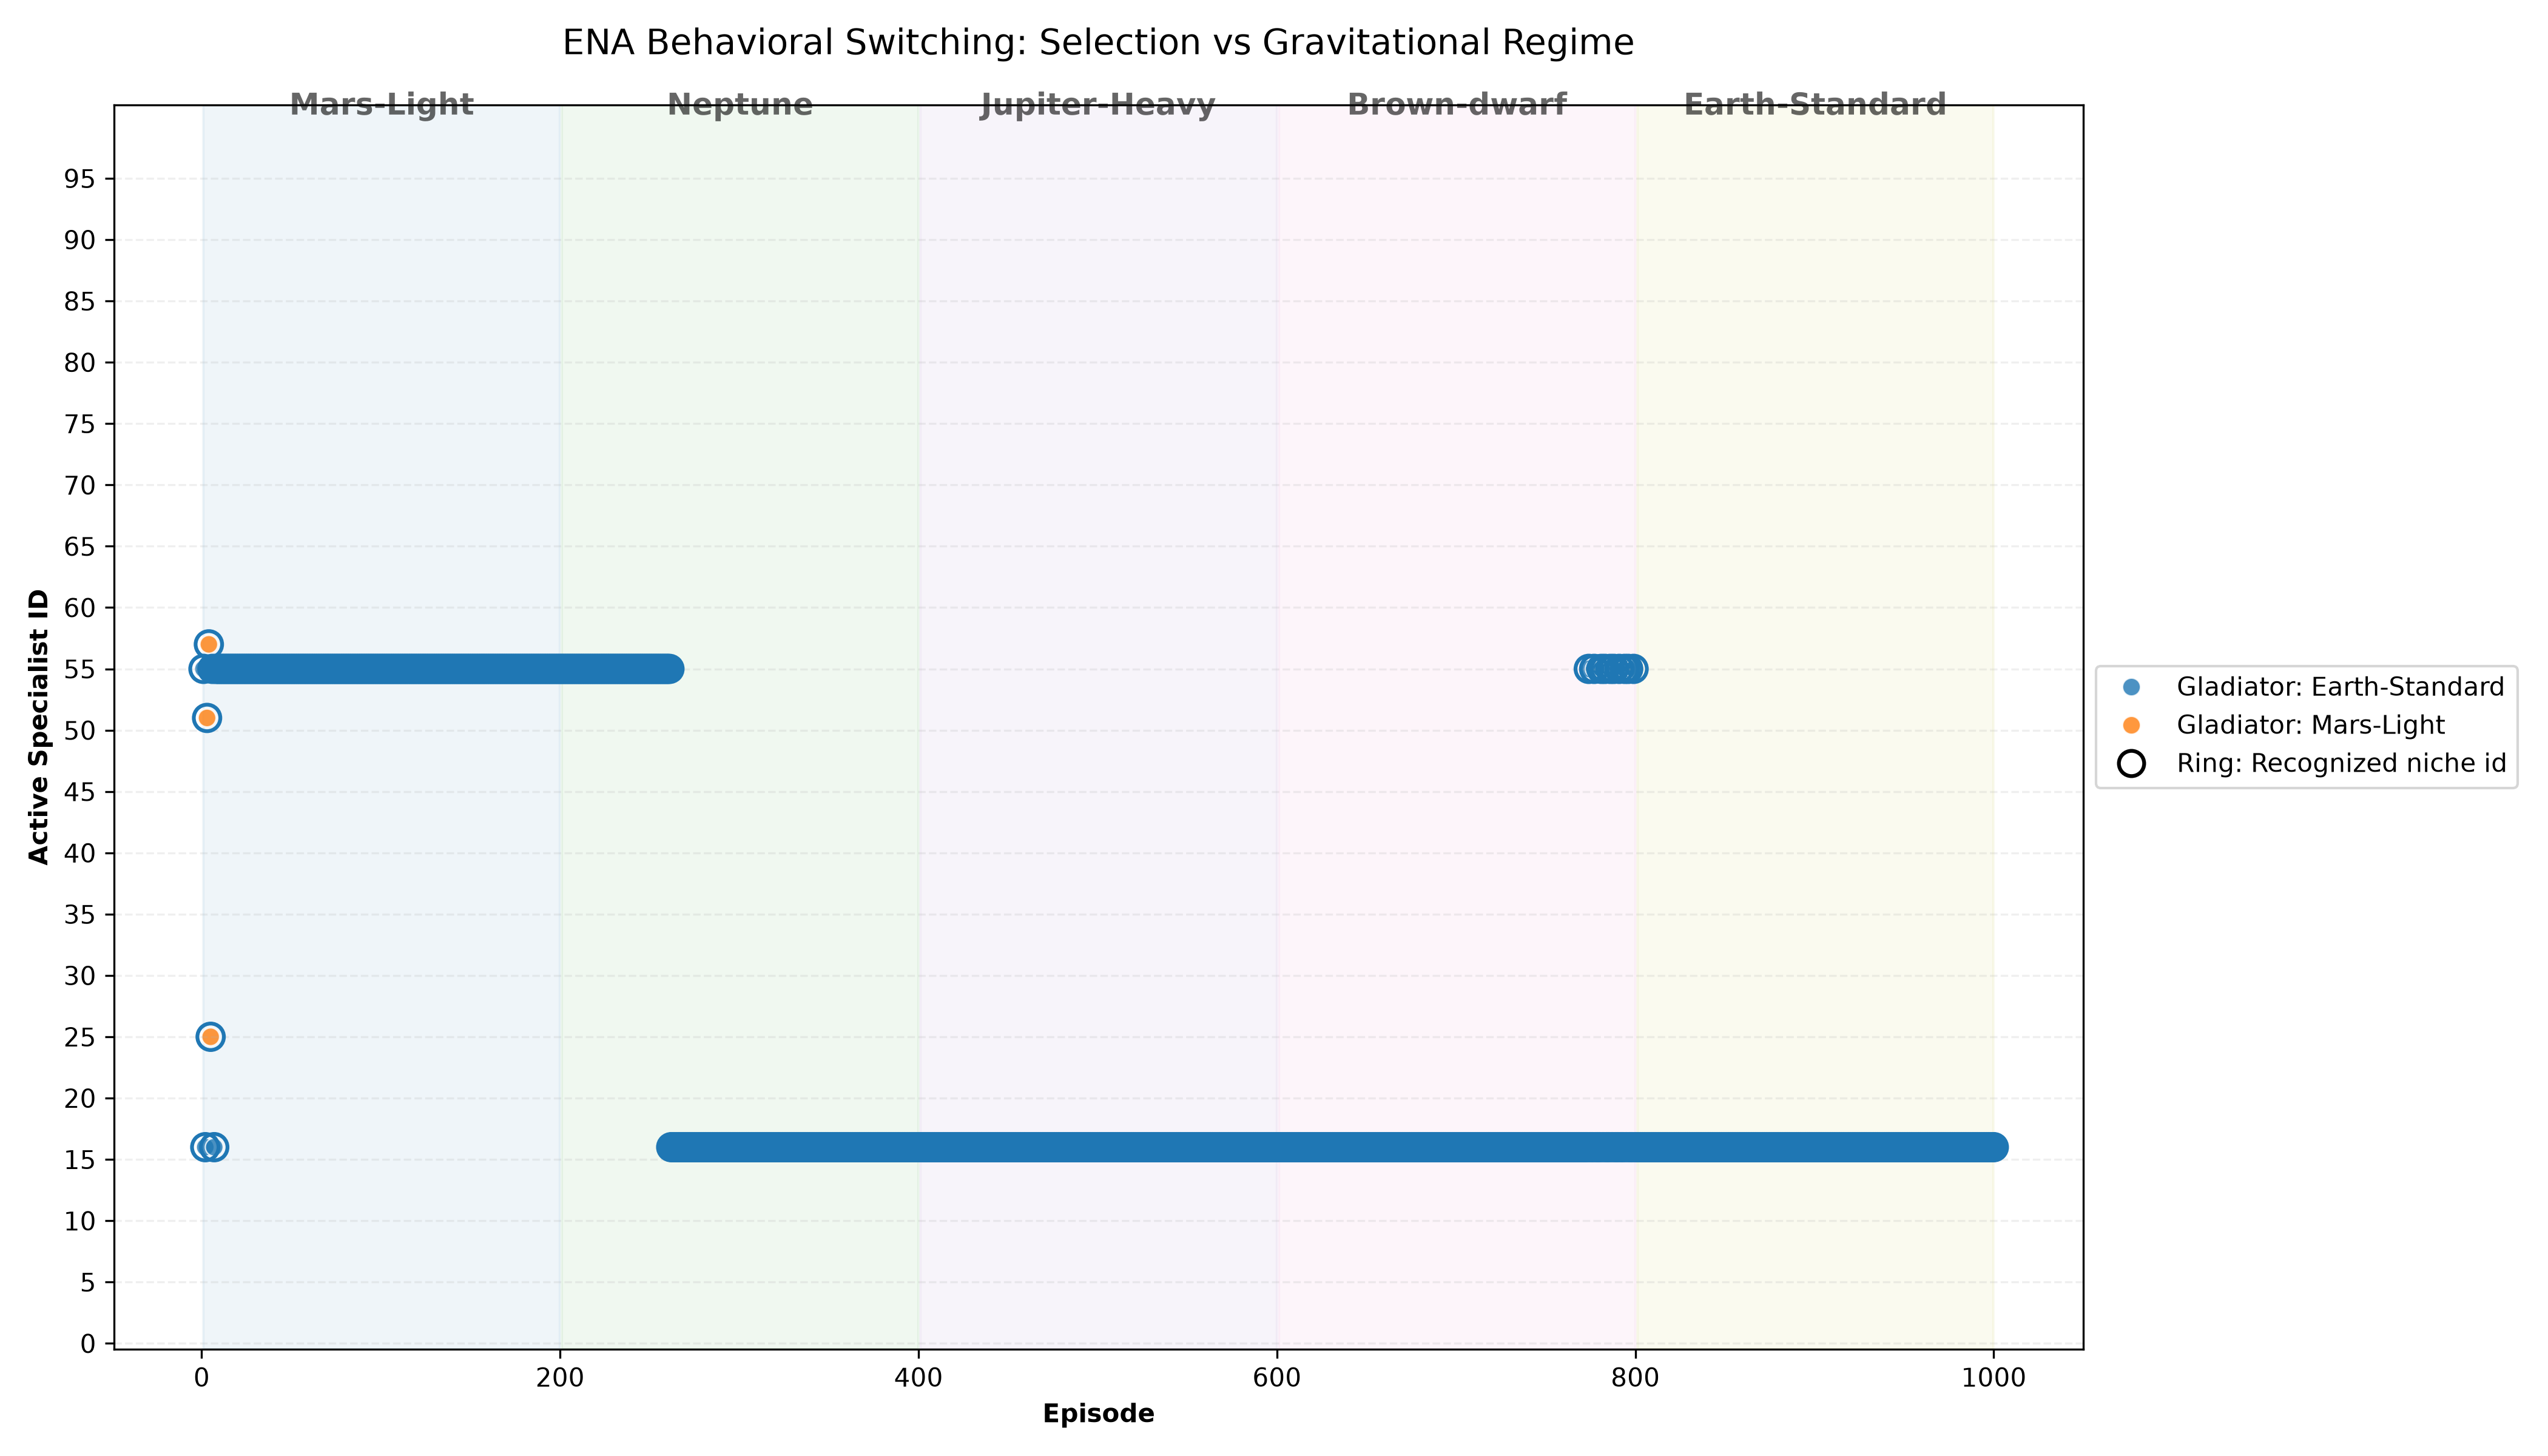 ENA Behavioral Switching: Selection vs Gravitational Regime
Mars-Light
Neptune
Jupiter-Heavy
Brown-dwarf
Earth-Standard
Active Specialist ID
95
90
85
80
75
70
65
60
55
50
45
40
35
30
25
20
15
10
5
0
0
200
400
600
800
1000
Episode
Gladiator: Earth-Standard
Gladiator: Mars-Light
Ring: Recognized niche id